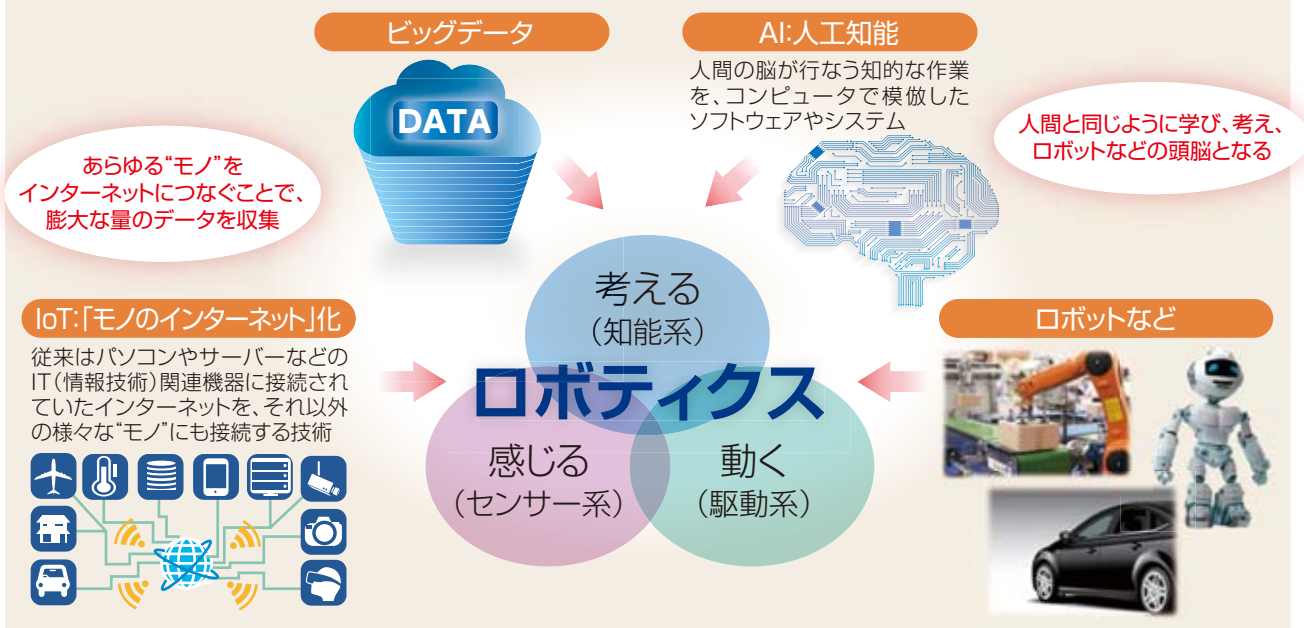 ビッグデータ
DATA
AI:人工知能
人間の脳が行なう知的な作業
を、コンピュータで模倣した
ソフトウェアやシステム
人間と同じように学び、考え、
ロボットなどの頭脳となる
あらゆる“モノ”を
インターネットにつなぐことで、
膨大な量のデータを収集
IoT:「モノのインターネット」化
従来はパソコンやサーバーなどの
IT(情報技術)関連機器に接続され
ていたインターネットを、それ以外
の様々な“モノ”にも接続する技術
考える
(知能系)
ロボティクス
感じる
(センサー系)
動く
(駆動系)
ロボットなど